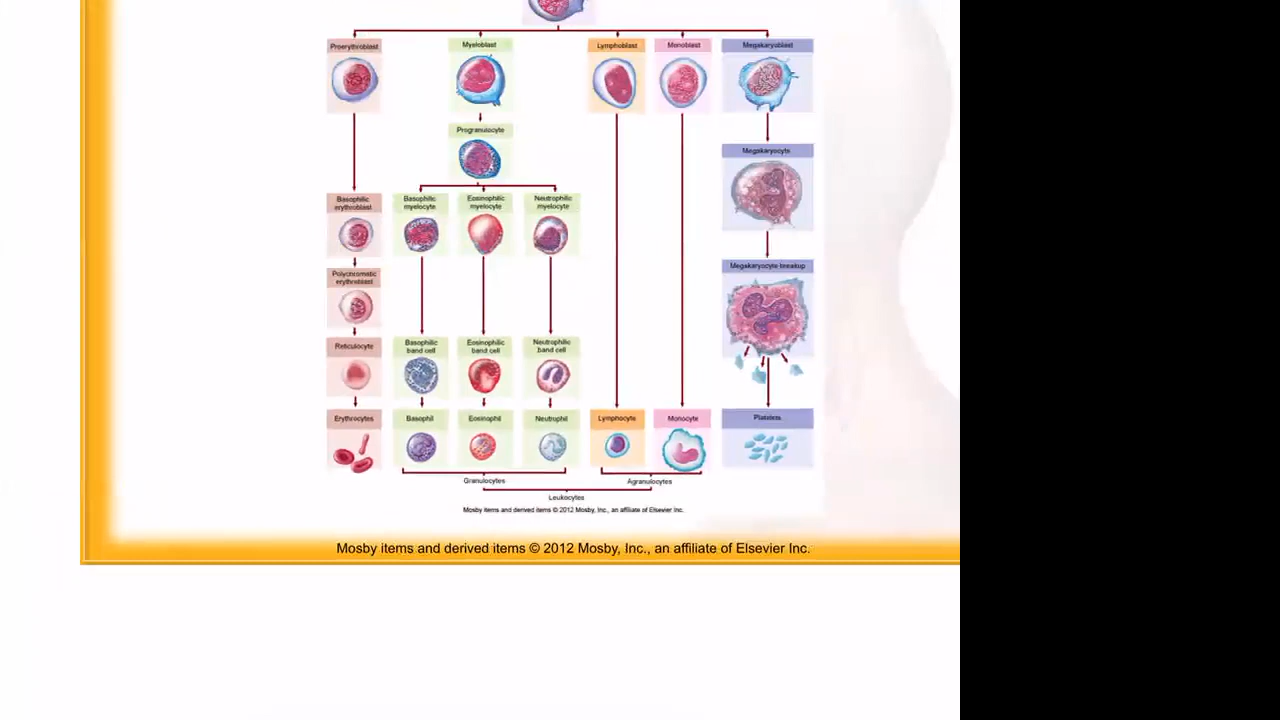 Proerythroblast
Myeloblast
Lymphoblast
Monoblast
Megakaryoblast
Progranulocyte
Megakaryocyte
Basophilic
erythroblast
Basophilic
myelocyte
Eosinophilic
myelocyte
Neutrophilic
myelocyte
Megakaryocyte breakup
Polychromatic
erythroblast
Reticulocyte
Basophilic
band cell
Eosinophilic
band cell
Neutrophilic
band cell
Erythrocytes
Basophil
Eosinophil
Neutrophil
Lymphocyte
Monocyte
Platelets
Granulocytes
Agranulocytes
Leukocytes
Mosby items and derived items © 2012 Mosby, Inc., an affiliate of Elsevier Inc.
Mosby items and derived items © 2012 Mosby, Inc., an affiliate of Elsevier Inc.